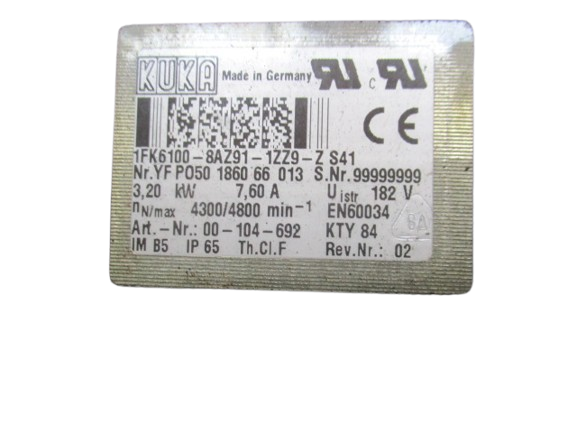 KUKA Made in Germany
1FK6100-8AZ91-1ZZ9-Z S41
Nr.YF PO50 1860 66 013 S.Nr.99999999
3,20 kW 7,60 A Uistr 182 V
nN/max 4300/4800 min-1 EN60034
Art.-Nr.: 00-104-692 KTY 84
IM B5 IP 65 Th.Cl.F Rev.Nr.: 02